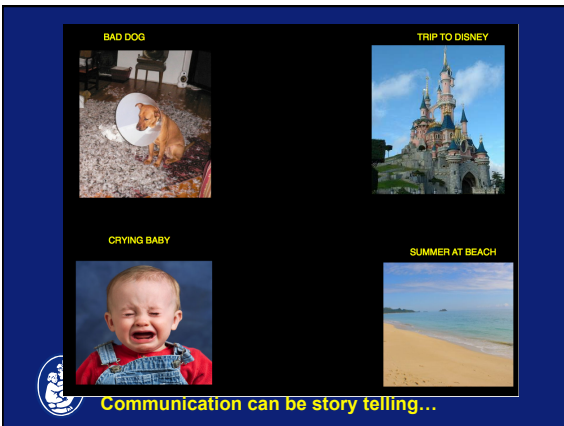 BAD DOG
TRIP TO DISNEY
CRYING BABY
SUMMER AT BEACH
Communication can be story telling…